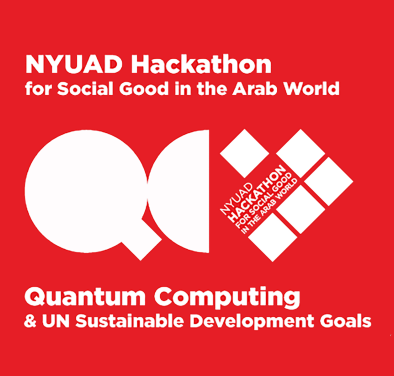 NYUAD Hackathon
for Social Good in the Arab World
QC
NYUAD
HACKATHON
FOR SOCIAL GOOD
IN THE ARAB WORLD
Quantum Computing
& UN Sustainable Development Goals